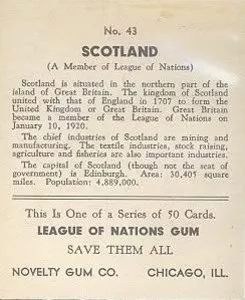 No. 43
SCOTLAND
(A Member of League of Nations)
Scotland is situated in the northern part of the
island of Great Britain. The kingdom of Scotland
united with that of England in 1707 to form the
United Kingdom or Great Britain. Great Britain
became a member of the League of Nations on
January 10, 1920.
The chief industries of Scotland are mining and
manufacturing. The textile industries, stock raising,
agriculture and fisheries are also important industries.
The capital of Scotland (though not the seat of
government) is Edinburgh. Area: 30,405 square
miles. Population: 4,889,000.
This Is One of a Series of 50 Cards.
LEAGUE OF NATIONS GUM
SAVE THEM ALL
NOVELTY GUM CO. CHICAGO, ILL.